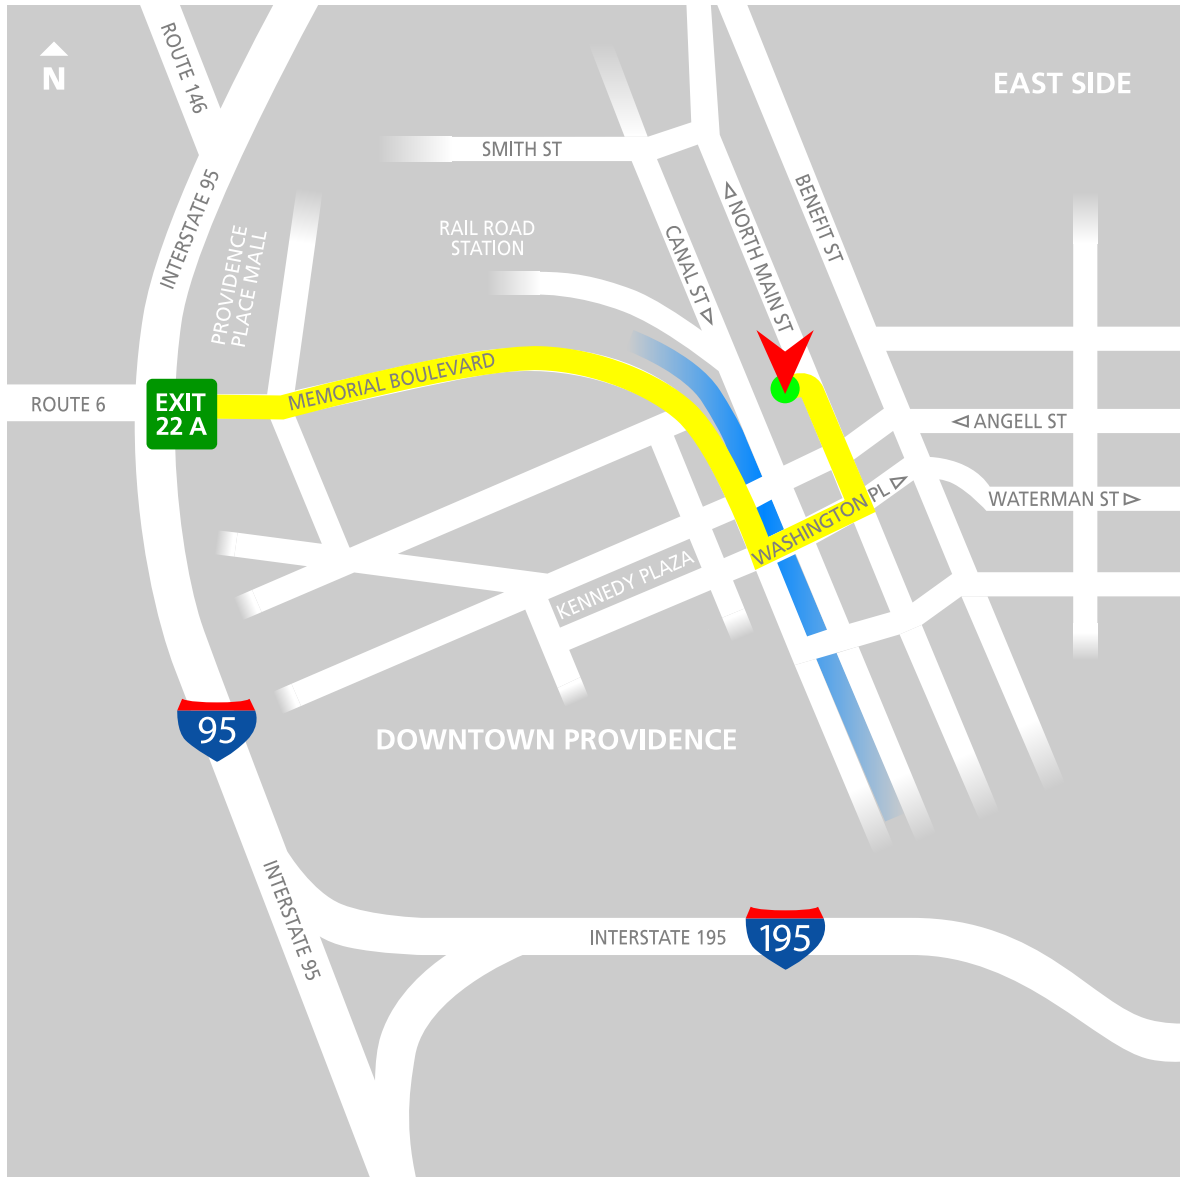 ROUTE 146
N
EAST SIDE
SMITH ST
INTERSTATE 95
BENEFIT ST
NORTH MAIN ST
RAIL ROAD
STATION
CANAL ST
PROVIDENCE
PLACE MALL
MEMORIAL BOULEVARD
ROUTE 6
EXIT
22 A
ANGELL ST
WATERMAN ST
WASHINGTON PL
KENNEDY PLAZA
95
DOWNTOWN PROVIDENCE
INTERSTATE 95
INTERSTATE 195
195